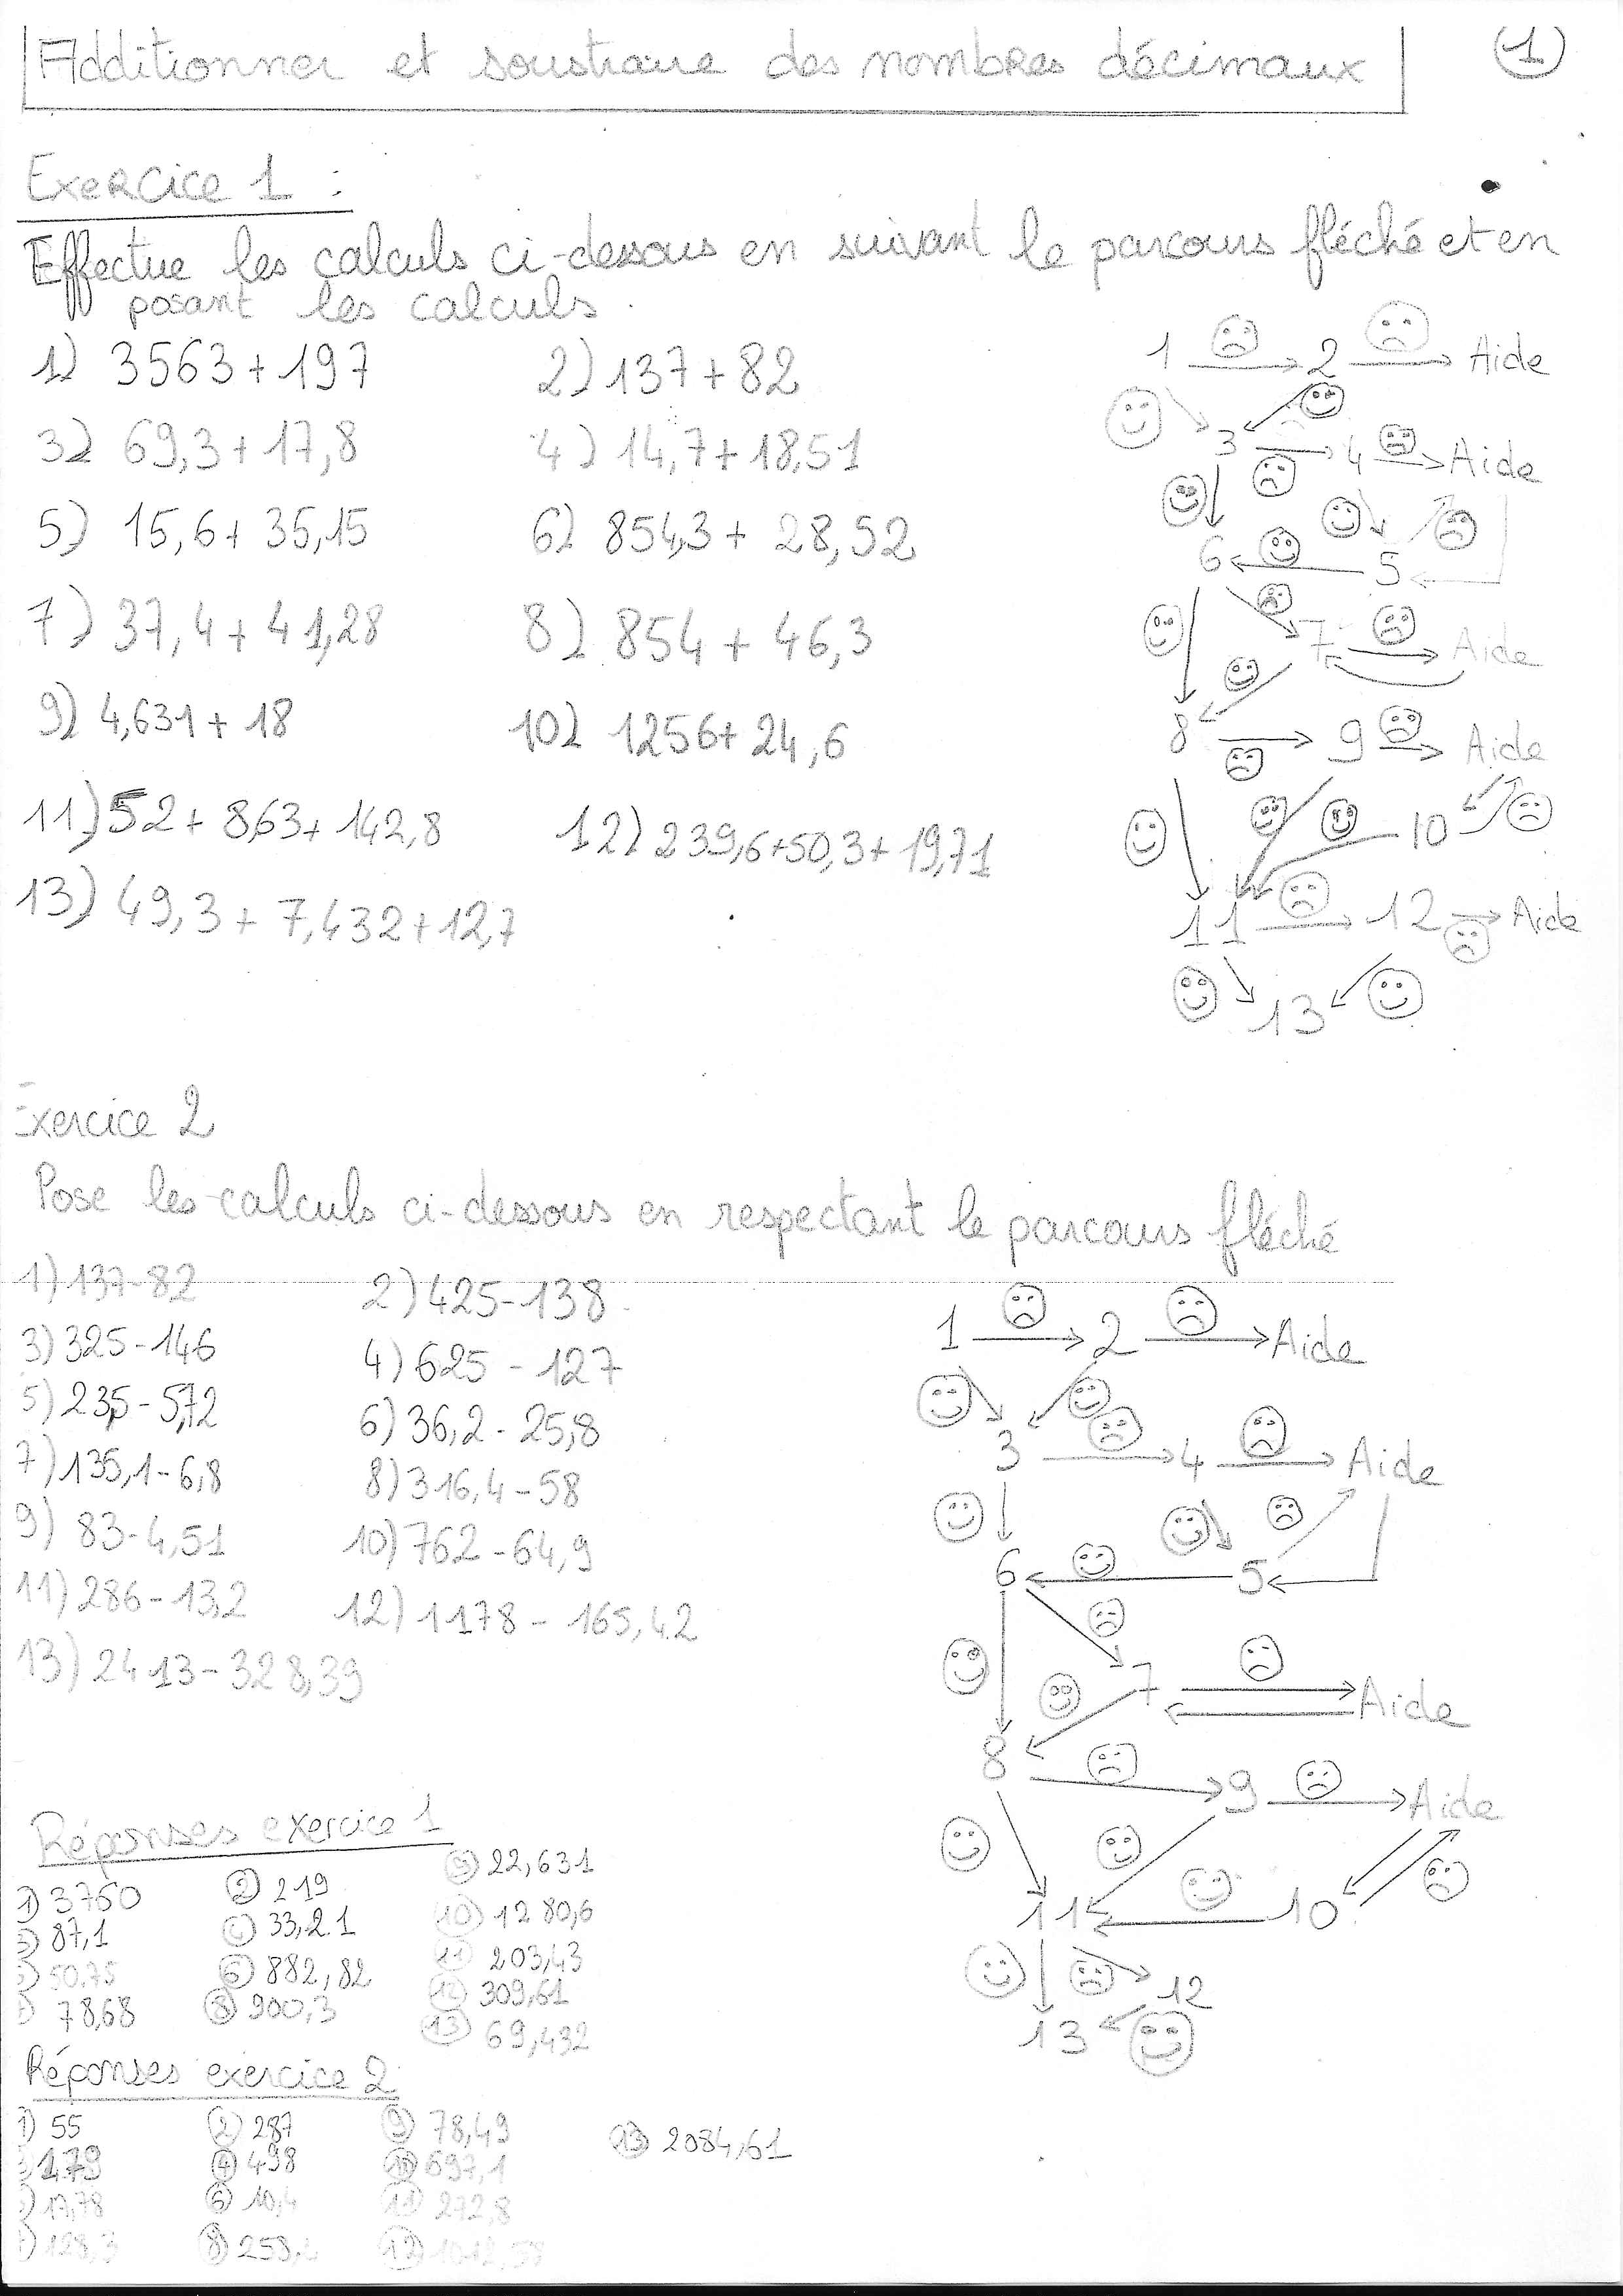 Additionner et soustraire des nombres décimaux 1
Exercice 1 :
Effectue les calculs ci-dessous en suivant le parcours fléché et en
posant les calculs.
1) 3563 + 197
2) 137 + 82
3) 69,3 + 17,8
4) 14,7 + 18,51
5) 15,6 + 35,15
6) 854,3 + 28,52
7) 37,4 + 41,28
8) 854 + 46,3
9) 4,631 + 18
10) 1256 + 24,6
11) 52 + 8,63 + 142,8
12) 239,6 + 50,3 + 19,71
13) 49,3 + 7,432 + 12,7
1 2 Aide
3 4 Aide
6 5
7 Aide
8 9 Aide
10
11 12 Aide
13
Exercice 2
Pose les calculs ci-dessous en respectant le parcours fléché
1) 137 - 82
2) 425 - 138
3) 325 - 146
4) 625 - 127
5) 23,5 - 5,72
6) 36,2 - 25,8
7) 135,1 - 6,8
8) 316,4 - 58
9) 83 - 4,51
10) 762 - 64,9
11) 286 - 13,2
12) 1178 - 165,42
13) 2413 - 328,39
1 2 Aide
3 4 Aide
6 5
7 Aide
8 9 Aide
11 10
12
13
Réponses exercice 1
1) 3760
2 219
9 22,631
3) 87,1
4 33,21
10 1280,6
5) 50,75
6 882,82
11 203,43
7) 78,68
8 900,3
12 309,61
13 69,432
Réponses exercice 2
1) 55
2 287
9 78,49
13 2084,61
3) 179
4 498
10 697,1
5) 17,78
6 10,4
11 272,8
7) 128,3
8
12 1012,58